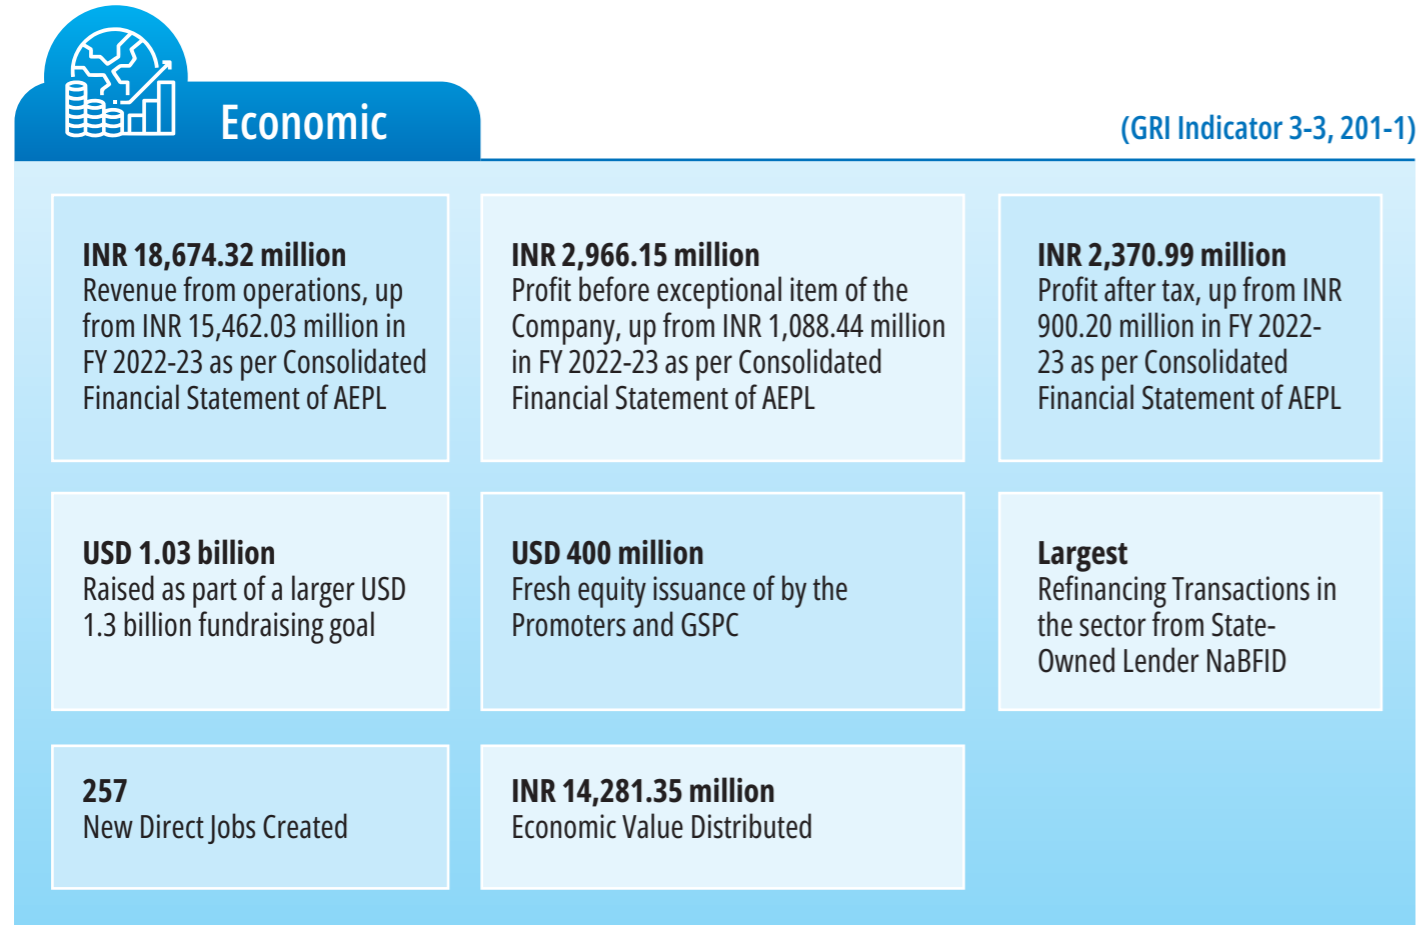 Economic
(GRI Indicator 3-3, 201-1)
INR 18,674.32 million
Revenue from operations, up
from INR 15,462.03 million in
FY 2022-23 as per Consolidated
Financial Statement of AEPL
INR 2,966.15 million
Profit before exceptional item of the
Company, up from INR 1,088.44 million
in FY 2022-23 as per Consolidated
Financial Statement of AEPL
INR 2,370.99 million
Profit after tax, up from INR
900.20 million in FY 2022-
23 as per Consolidated
Financial Statement of AEPL
USD 1.03 billion
Raised as part of a larger USD
1.3 billion fundraising goal
USD 400 million
Fresh equity issuance of by the
Promoters and GSPC
Largest
Refinancing Transactions in
the sector from State-
Owned Lender NaBFID
257
New Direct Jobs Created
INR 14,281.35 million
Economic Value Distributed